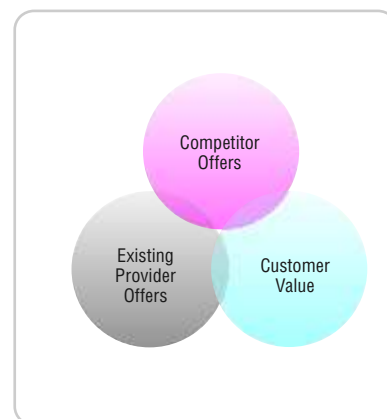 Competitor
Offers
Existing
Provider
Offers
Customer
Value